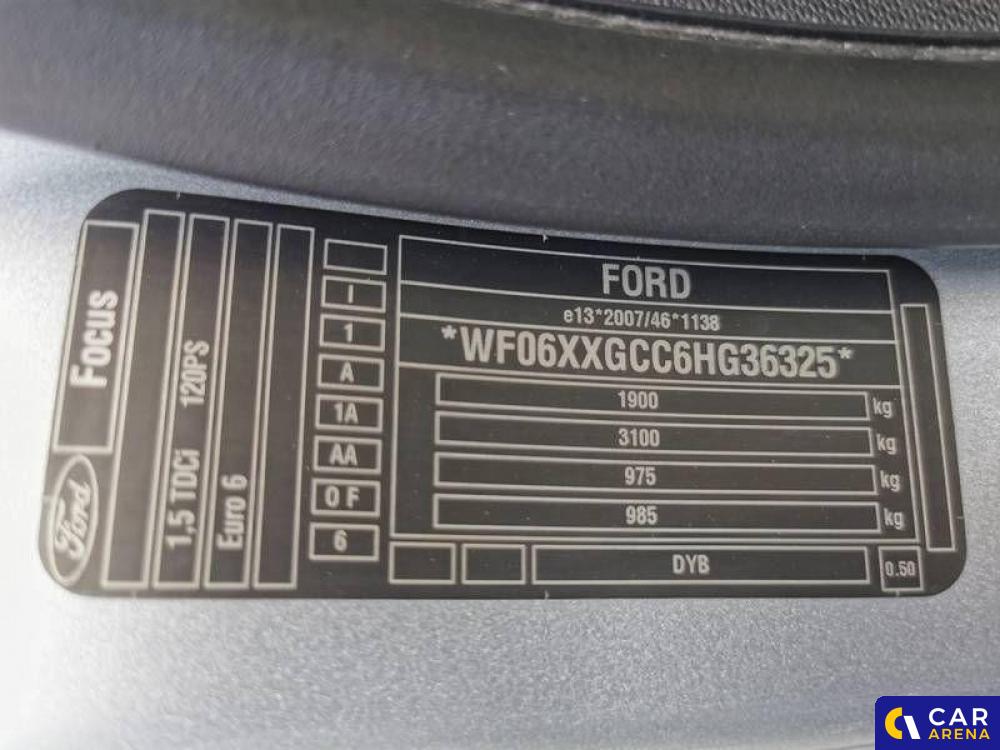 Focus
Ford
1,5 TDCi 120PS
Euro 6
I
1
A
1A
AA
0 F
6
FORD
e13*2007/46*1138
*WF06XXGCC6HG36325*
1900 kg
3100 kg
975 kg
985 kg
DYB
0.50
CAR
ARENA